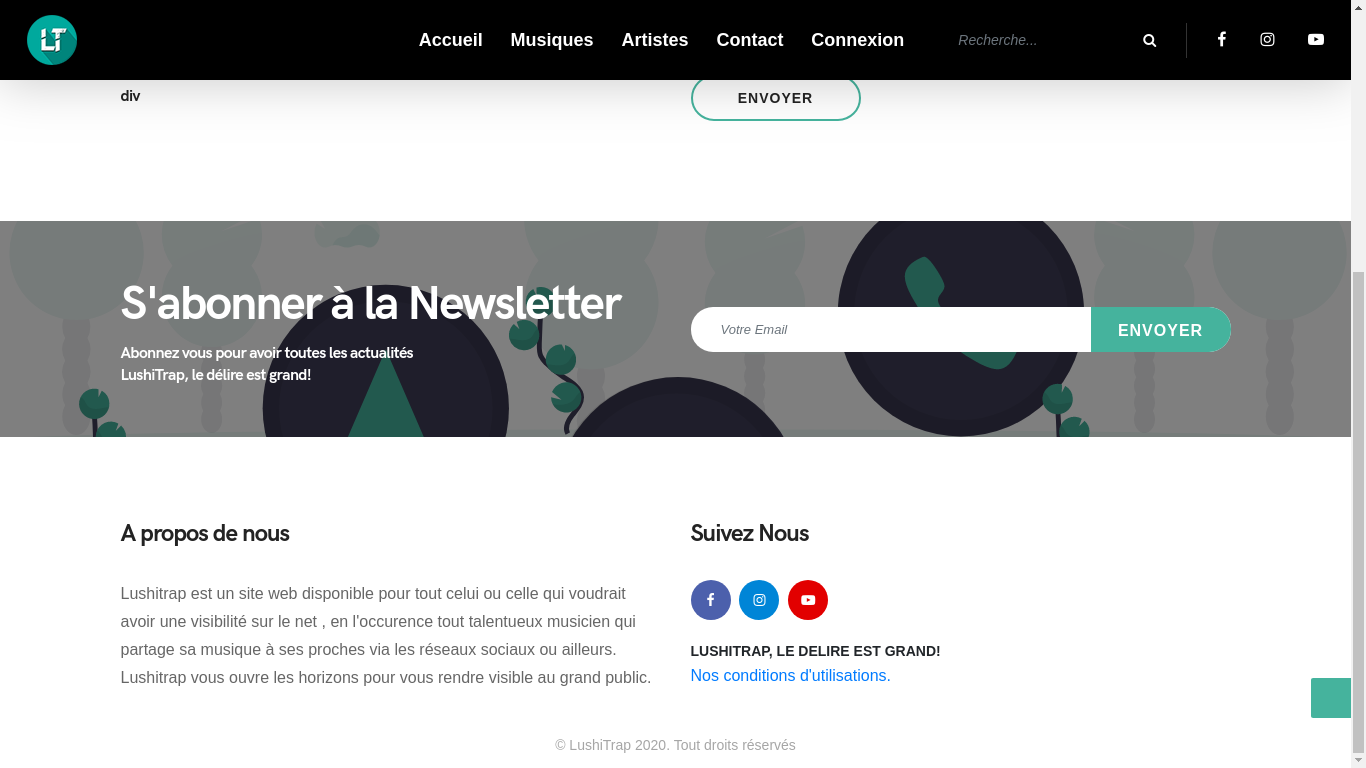 LT
Accueil Musiques Artistes Contact Connexion Recherche...
div
ENVOYER
S'abonner à la Newsletter
Abonnez vous pour avoir toutes les actualités
LushiTrap, le délire est grand!
Votre Email
ENVOYER
A propos de nous
Lushitrap est un site web disponible pour tout celui ou celle qui voudrait
avoir une visibilité sur le net , en l'occurence tout talentueux musicien qui
partage sa musique à ses proches via les réseaux sociaux ou ailleurs.
Lushitrap vous ouvre les horizons pour vous rendre visible au grand public.
Suivez Nous
LUSHITRAP, LE DELIRE EST GRAND!
Nos conditions d'utilisations.
© LushiTrap 2020. Tout droits réservés